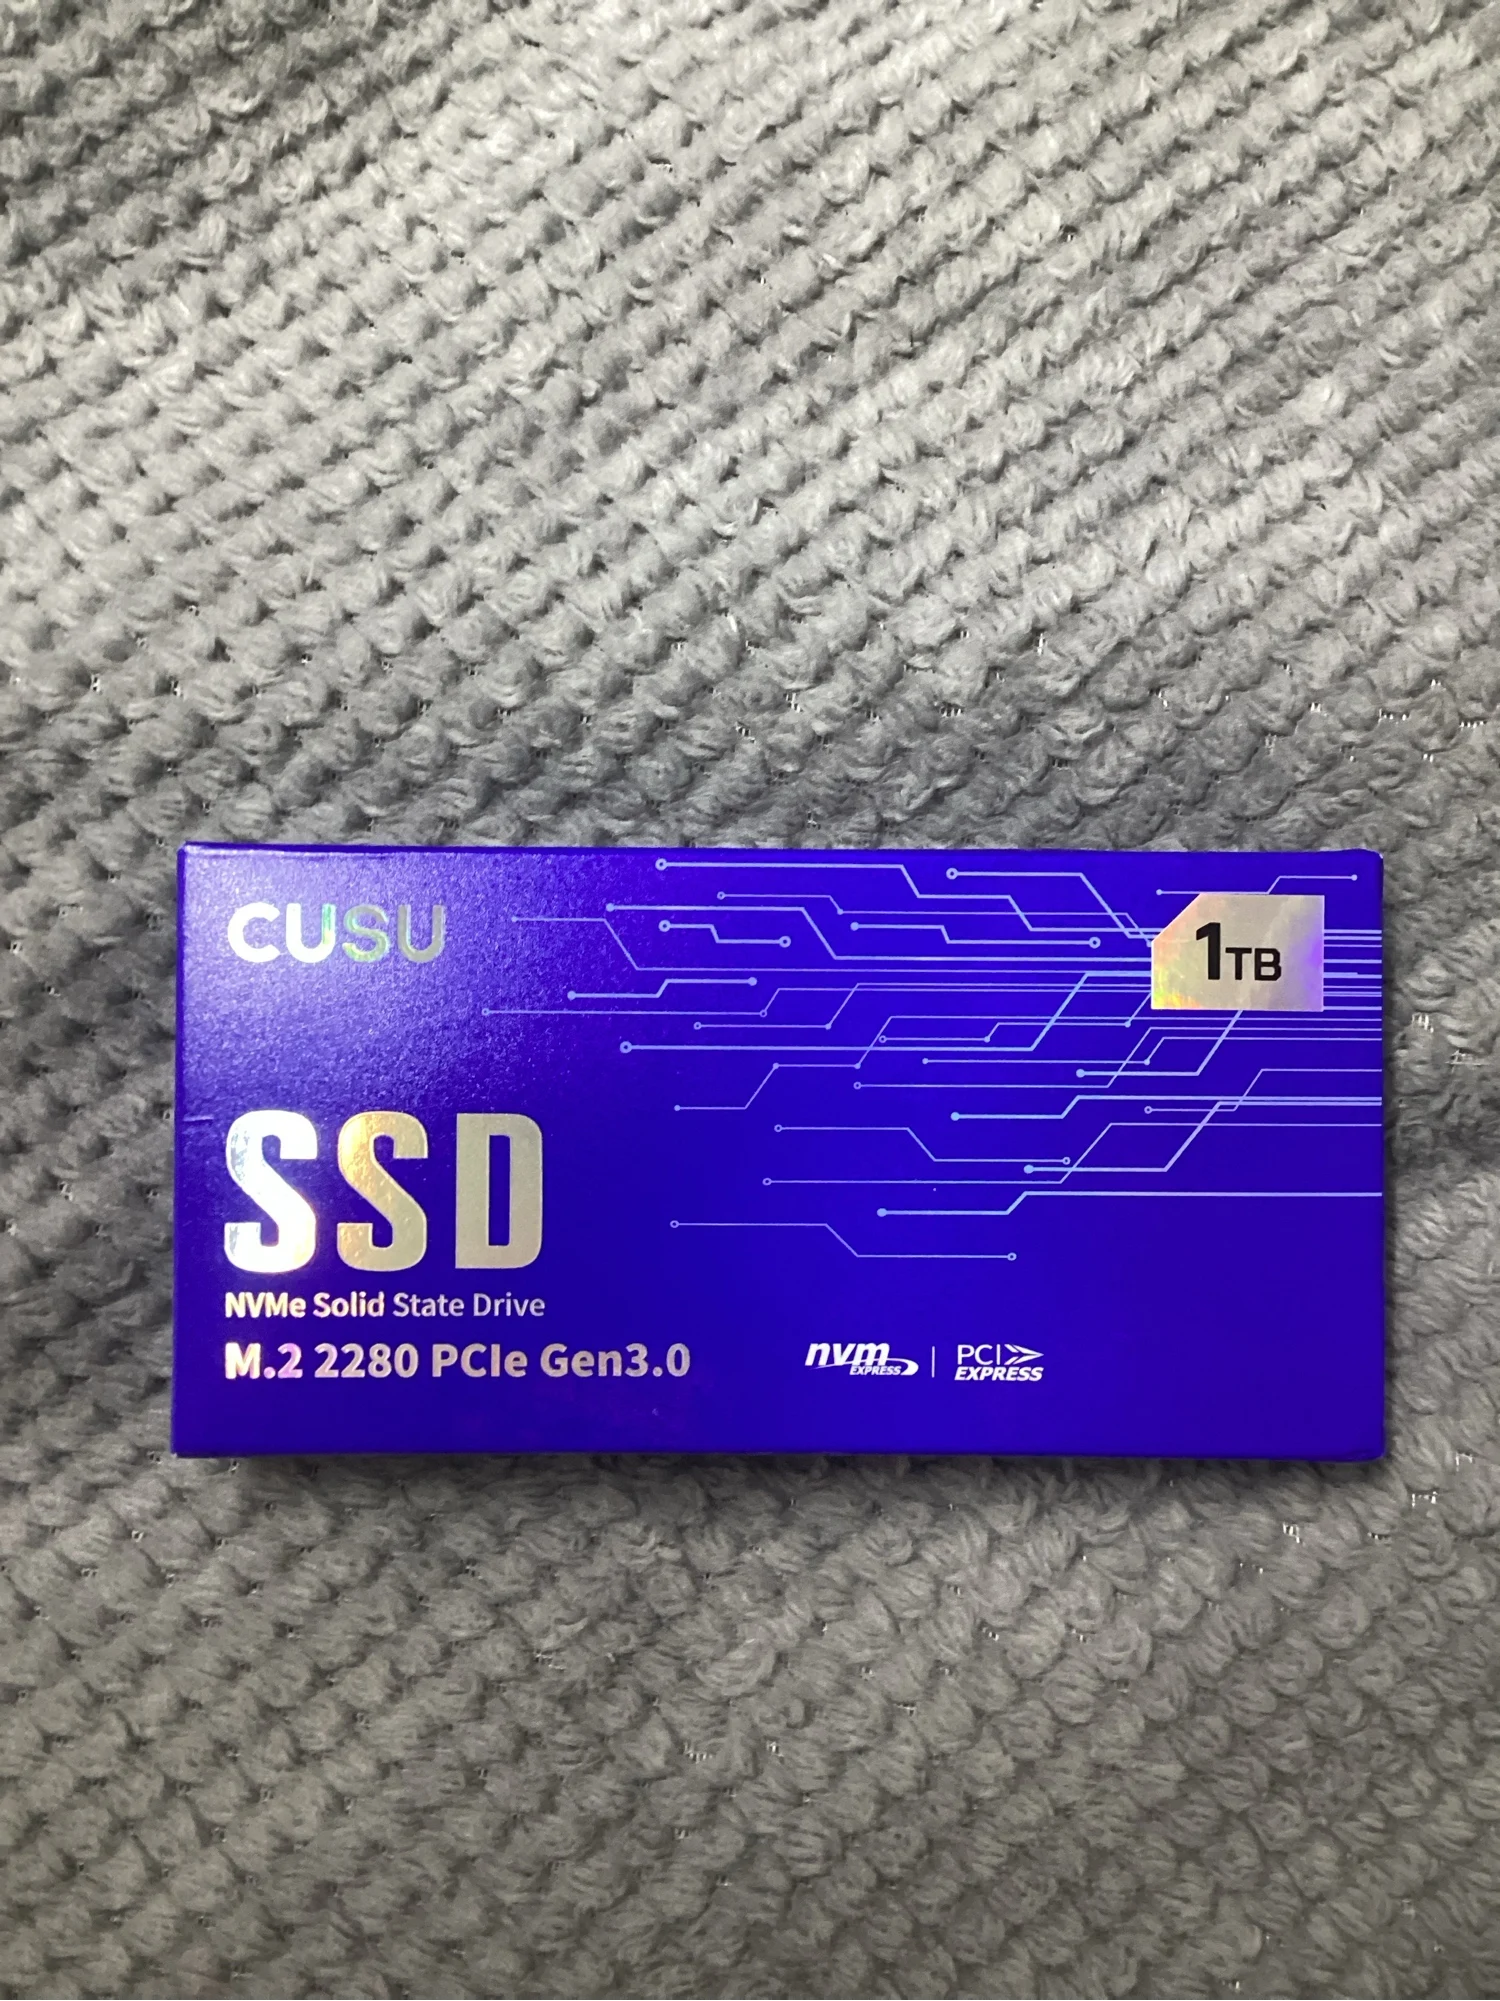 CUSU
1TB
SSD
NVMe Solid State Drive
M.2 2280 PCIe Gen3.0
nvm EXPRESS
PCI EXPRESS